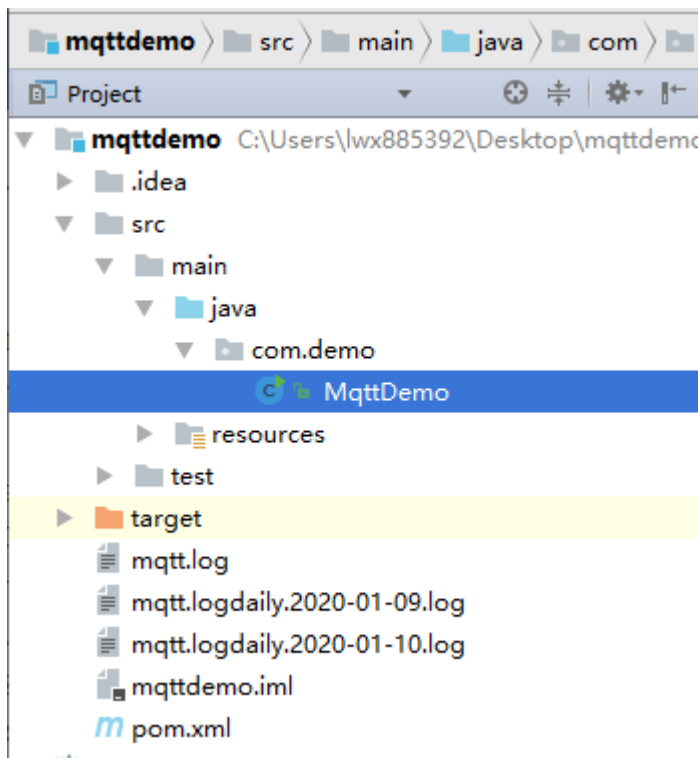 mqttdemo src main java com
Project
mqttdemo C:\Users\lwx885392\Desktop\mqttdemo
.idea
src
main
java
com.demo
MqttDemo
resources
test
target
mqtt.log
mqtt.logdaily.2020-01-09.log
mqtt.logdaily.2020-01-10.log
mqttdemo.iml
pom.xml